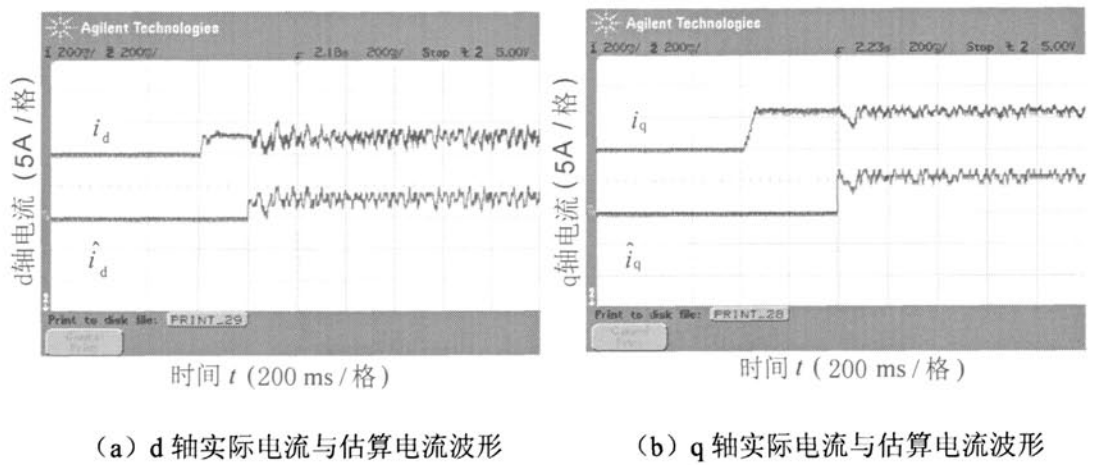 Agilent Technologies
1 200mV/ 2 200mV/ 2.18s 200ms/ Stop 2 5.00V
i_d
î_d
d轴电流（5A/格）
Print to disk file: PRINT_29
Cancel Print
时间 t (200 ms/格)
（a）d 轴实际电流与估算电流波形
Agilent Technologies
1 200mV/ 2 200mV/ 2.23s 200ms/ Stop 2 5.00V
i_q
î_q
q轴电流（5A/格）
Print to disk file: PRINT_28
Cancel Print
时间 t ( 200 ms/格)
（b）q 轴实际电流与估算电流波形